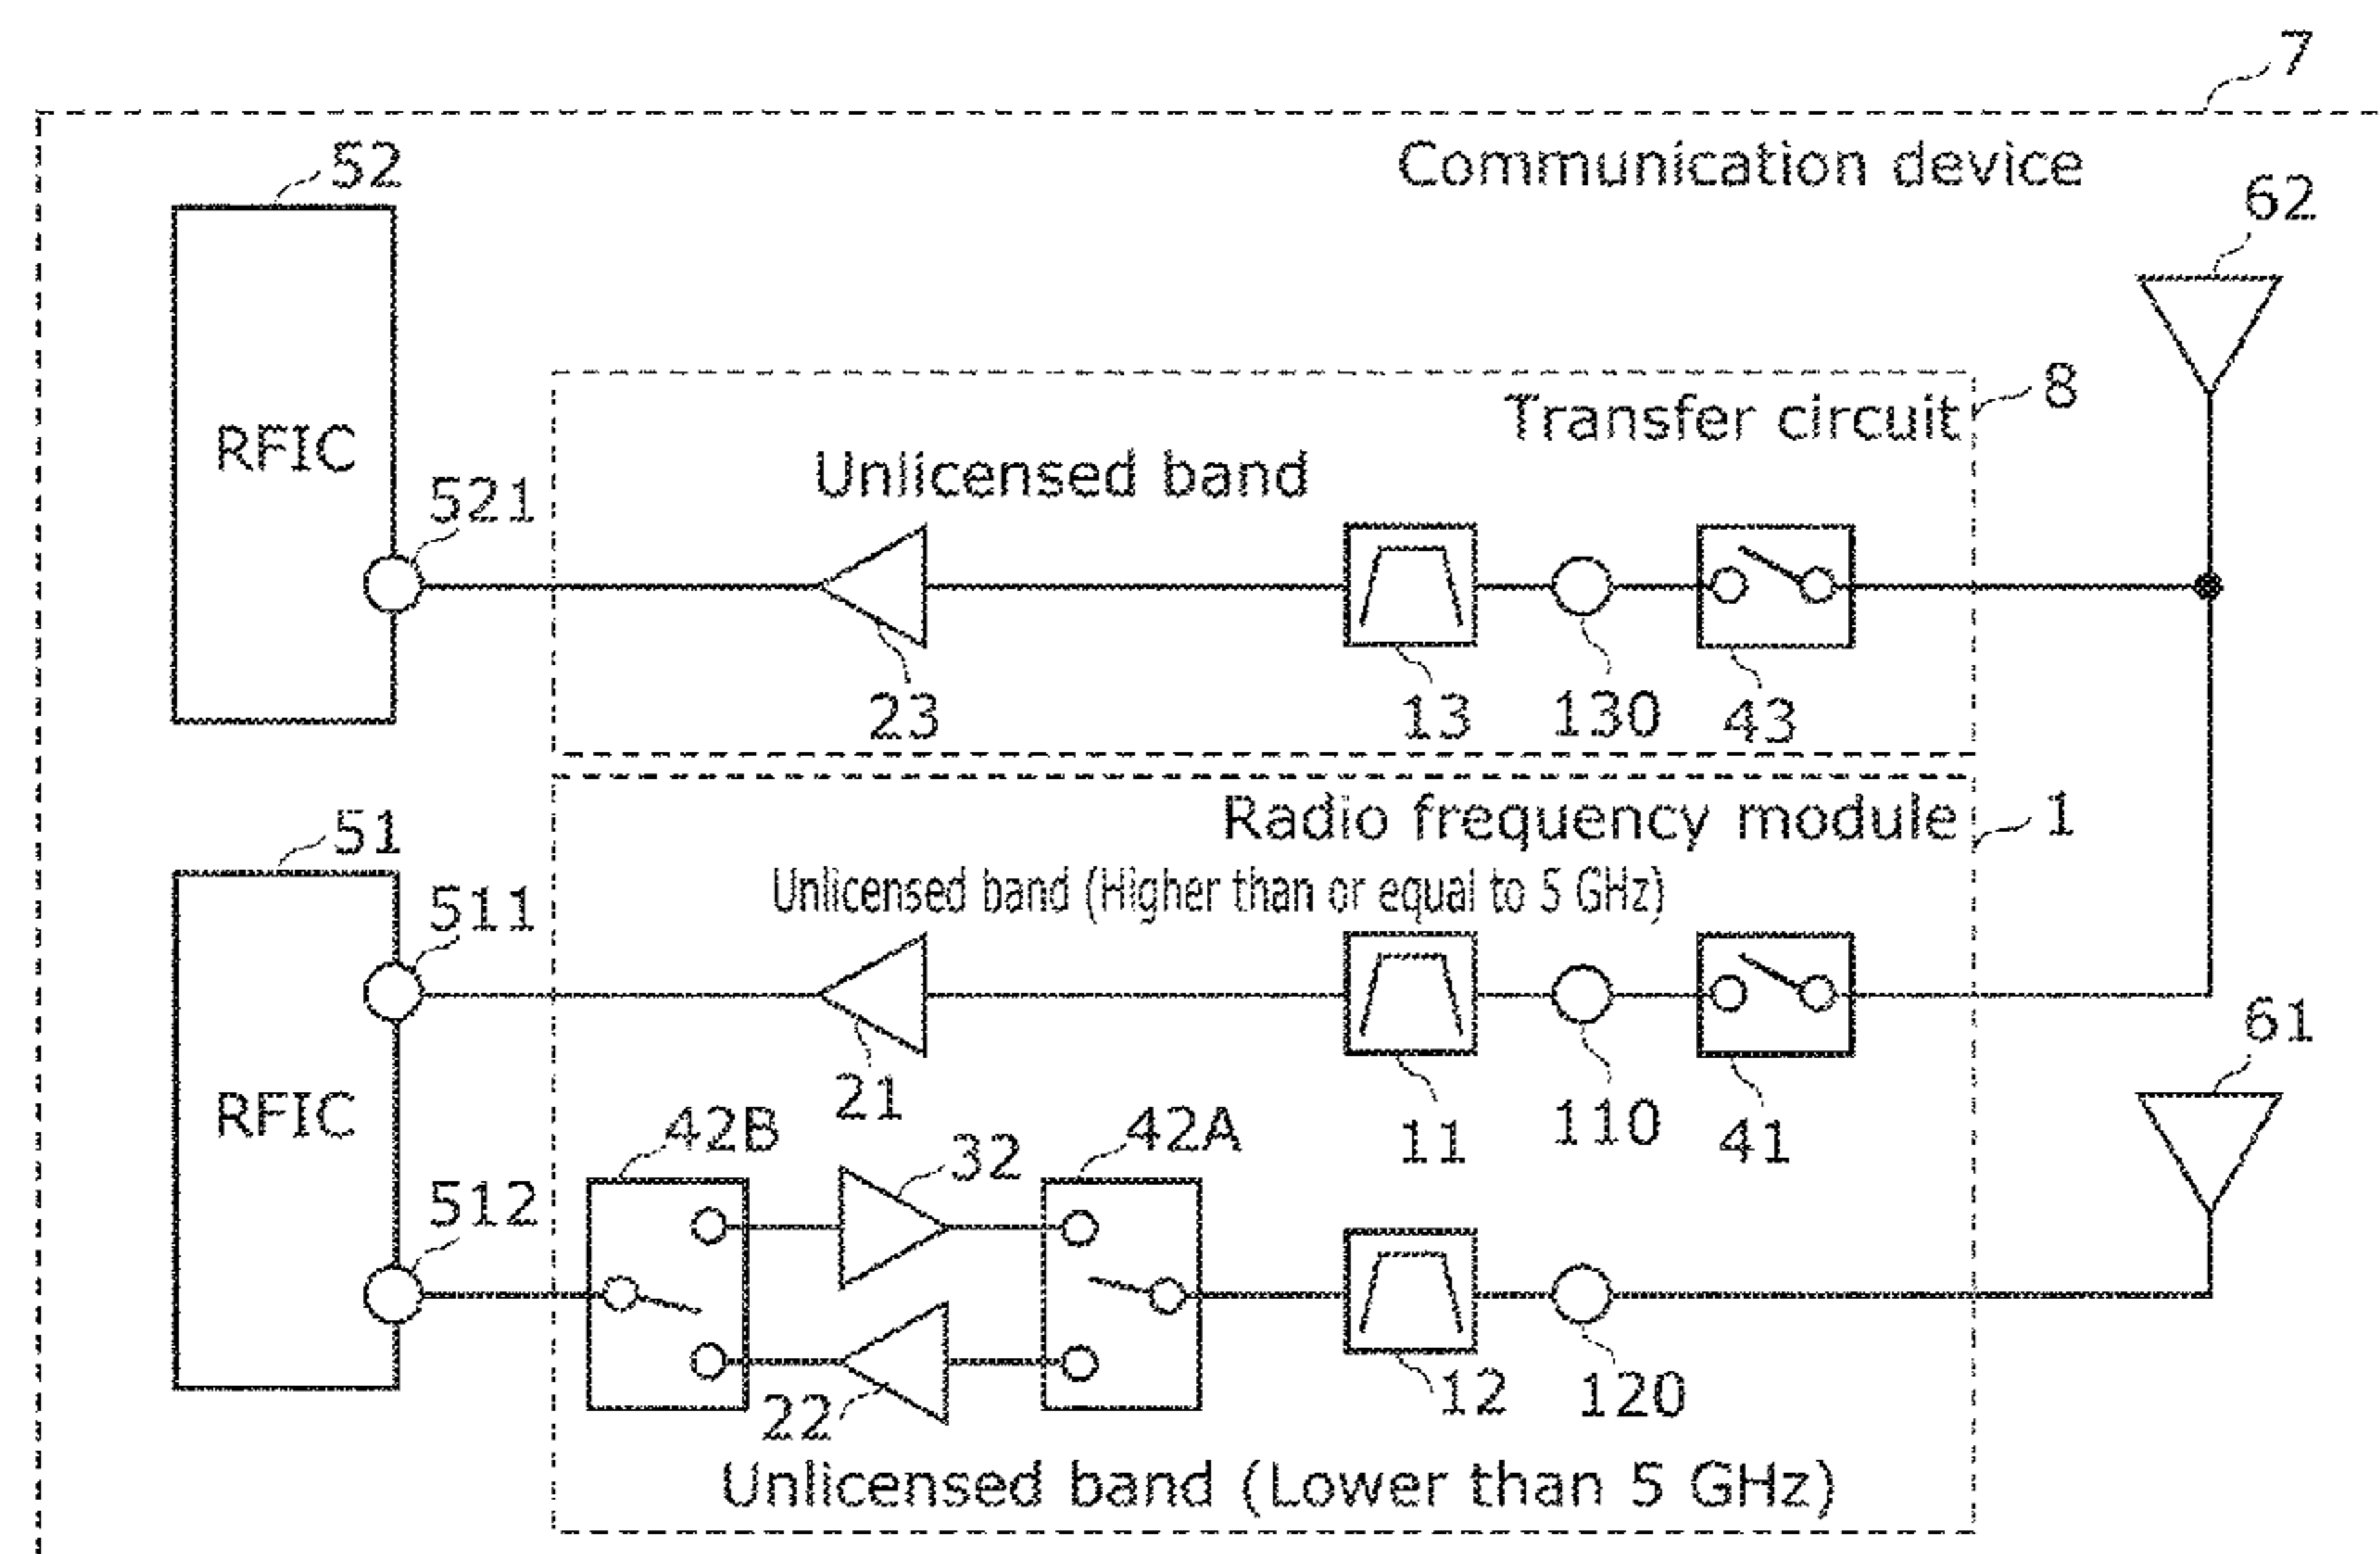 7
Communication device
52
62
8
Transfer circuit
Unlicensed band
RFIC
521
23
13
130
43
Radio frequency module
1
51
Unlicensed band (Higher than or equal to 5 GHz)
511
61
21
11
110
41
RFIC
42B
32
42A
512
22
12
120
Unlicensed band (Lower than 5 GHz)